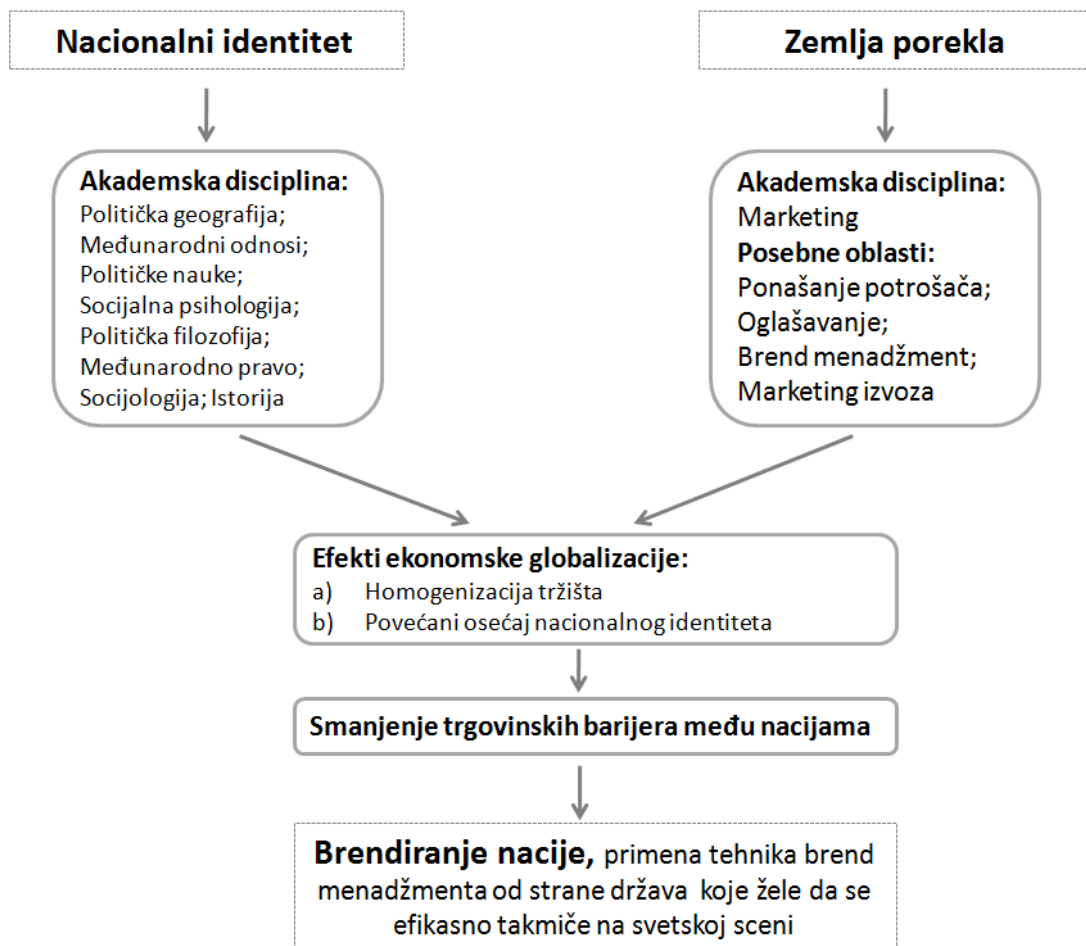 Nacionalni identitet
Zemlja porekla
Akademska disciplina:
Politička geografija;
Međunarodni odnosi;
Političke nauke;
Socijalna psihologija;
Politička filozofija;
Međunarodno pravo;
Socijologija; Istorija
Akademska disciplina:
Marketing
Posebne oblasti:
Ponašanje potrošača;
Oglašavanje;
Brend menadžment;
Marketing izvoza
Efekti ekonomske globalizacije:
a) Homogenizacija tržišta
b) Povećani osećaj nacionalnog identiteta
Smanjenje trgovinskih barijera među nacijama
Brendiranje nacije, primena tehnika brend
menadžmenta od strane država koje žele da se
efikasno takmiče na svetskoj sceni